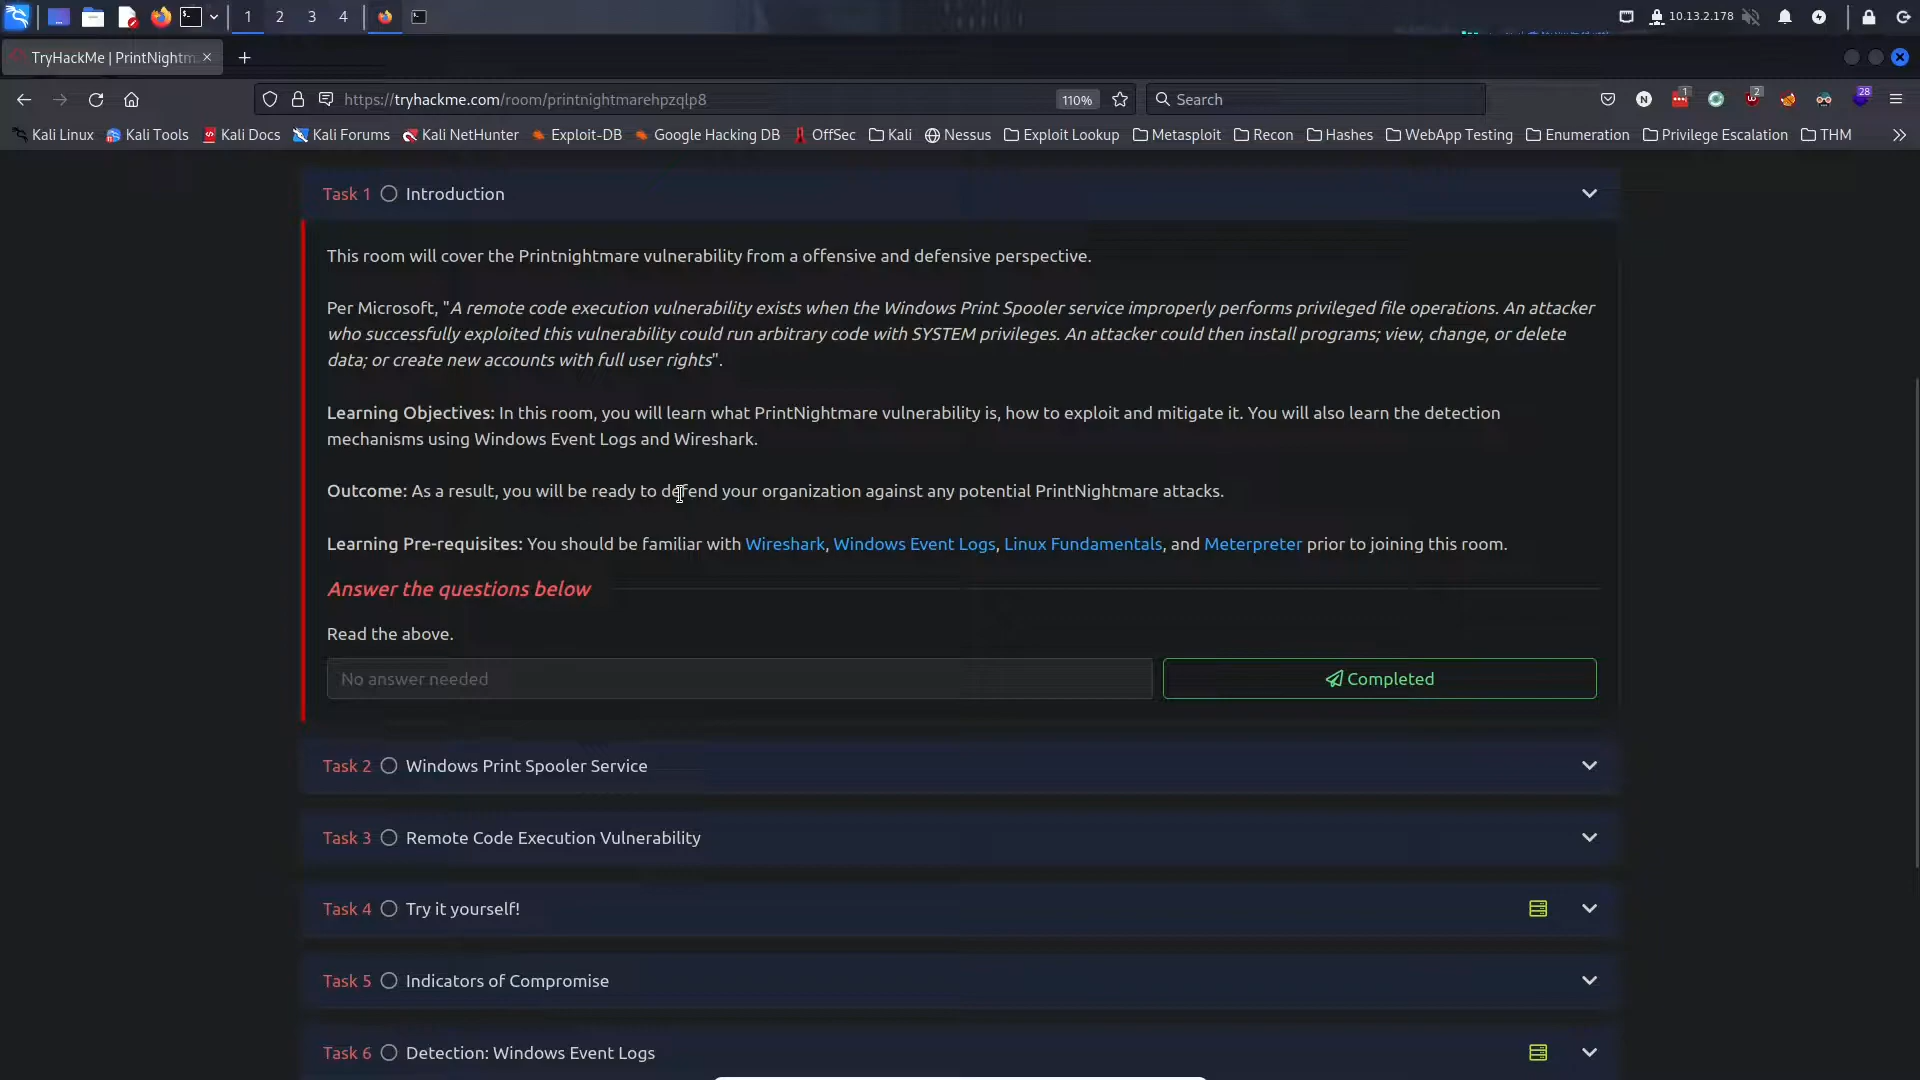 1 2 3 4 10.13.2.178
TryHackMe | PrintNightm
https://tryhackme.com/room/printnightmarehpzqlp8 110% Search 1 2 28
Kali Linux Kali Tools Kali Docs Kali Forums Kali NetHunter Exploit-DB Google Hacking DB OffSec Kali Nessus Exploit Lookup Metasploit Recon Hashes WebApp Testing Enumeration Privilege Escalation THM
Task 1 Introduction
This room will cover the Printnightmare vulnerability from a offensive and defensive perspective.
Per Microsoft, "A remote code execution vulnerability exists when the Windows Print Spooler service improperly performs privileged file operations. An attacker
who successfully exploited this vulnerability could run arbitrary code with SYSTEM privileges. An attacker could then install programs; view, change, or delete
data; or create new accounts with full user rights".
Learning Objectives: In this room, you will learn what PrintNightmare vulnerability is, how to exploit and mitigate it. You will also learn the detection
mechanisms using Windows Event Logs and Wireshark.
Outcome: As a result, you will be ready to defend your organization against any potential PrintNightmare attacks.
Learning Pre-requisites: You should be familiar with Wireshark, Windows Event Logs, Linux Fundamentals, and Meterpreter prior to joining this room.
Answer the questions below
Read the above.
No answer needed Completed
Task 2 Windows Print Spooler Service
Task 3 Remote Code Execution Vulnerability
Task 4 Try it yourself!
Task 5 Indicators of Compromise
Task 6 Detection: Windows Event Logs